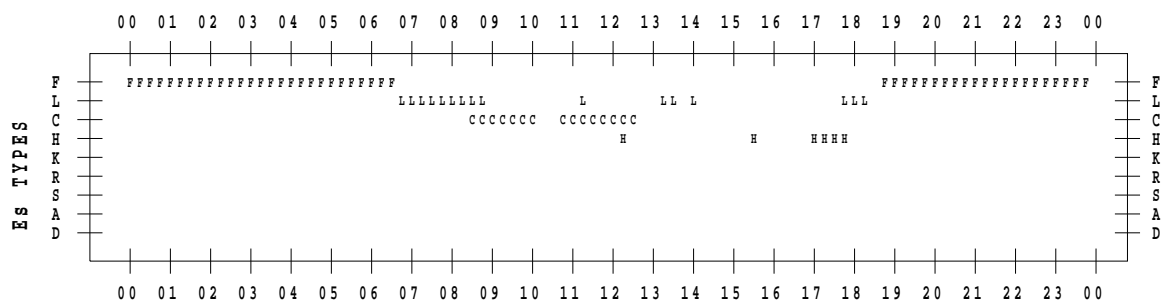 00 01 02 03 04 05 06 07 08 09 10 11 12 13 14 15 16 17 18 19 20 21 22 23 00
Es TYPES
F FFFFFFFFFFFFFFFFFFFFFFFFFFF FFFFFFFFFFFFFFFFFFFFF F
L LLLLLLLLL L LL L LLL L
C CCCCCCC CCCCCCCC C
H H H HHHH H
K K
R R
S S
A A
D D
00 01 02 03 04 05 06 07 08 09 10 11 12 13 14 15 16 17 18 19 20 21 22 23 00